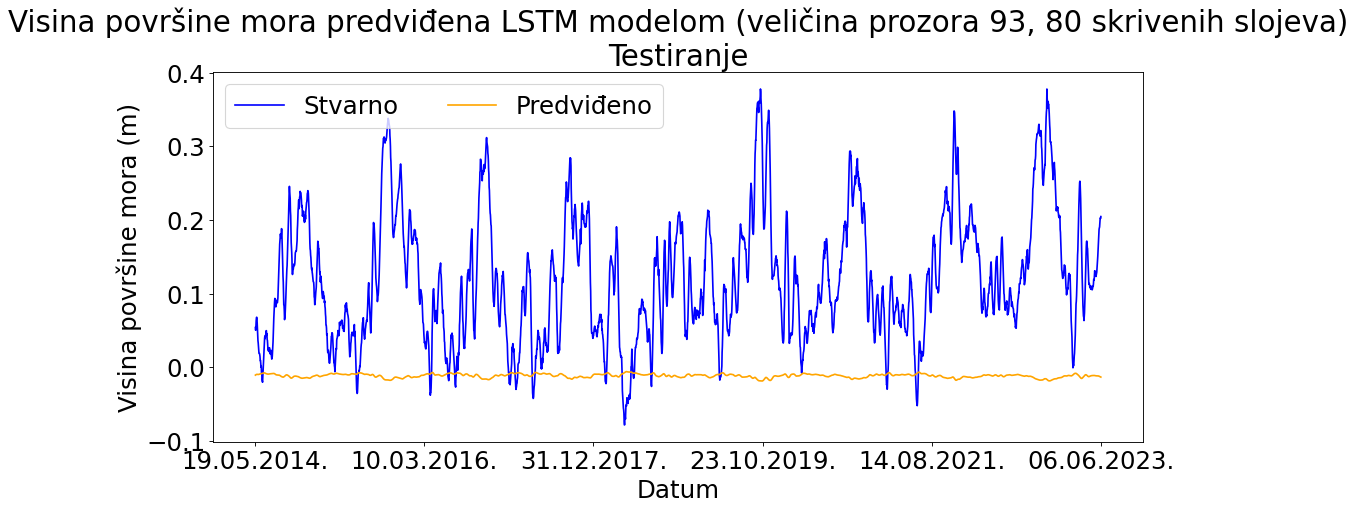 Visina površine mora predviđena LSTM modelom (veličina prozora 93, 80 skrivenih slojeva)
Testiranje
Stvarno Predviđeno
Visina površine mora (m)
0.4
0.3
0.2
0.1
0.0
−0.1
19.05.2014. 10.03.2016. 31.12.2017. 23.10.2019. 14.08.2021. 06.06.2023.
Datum